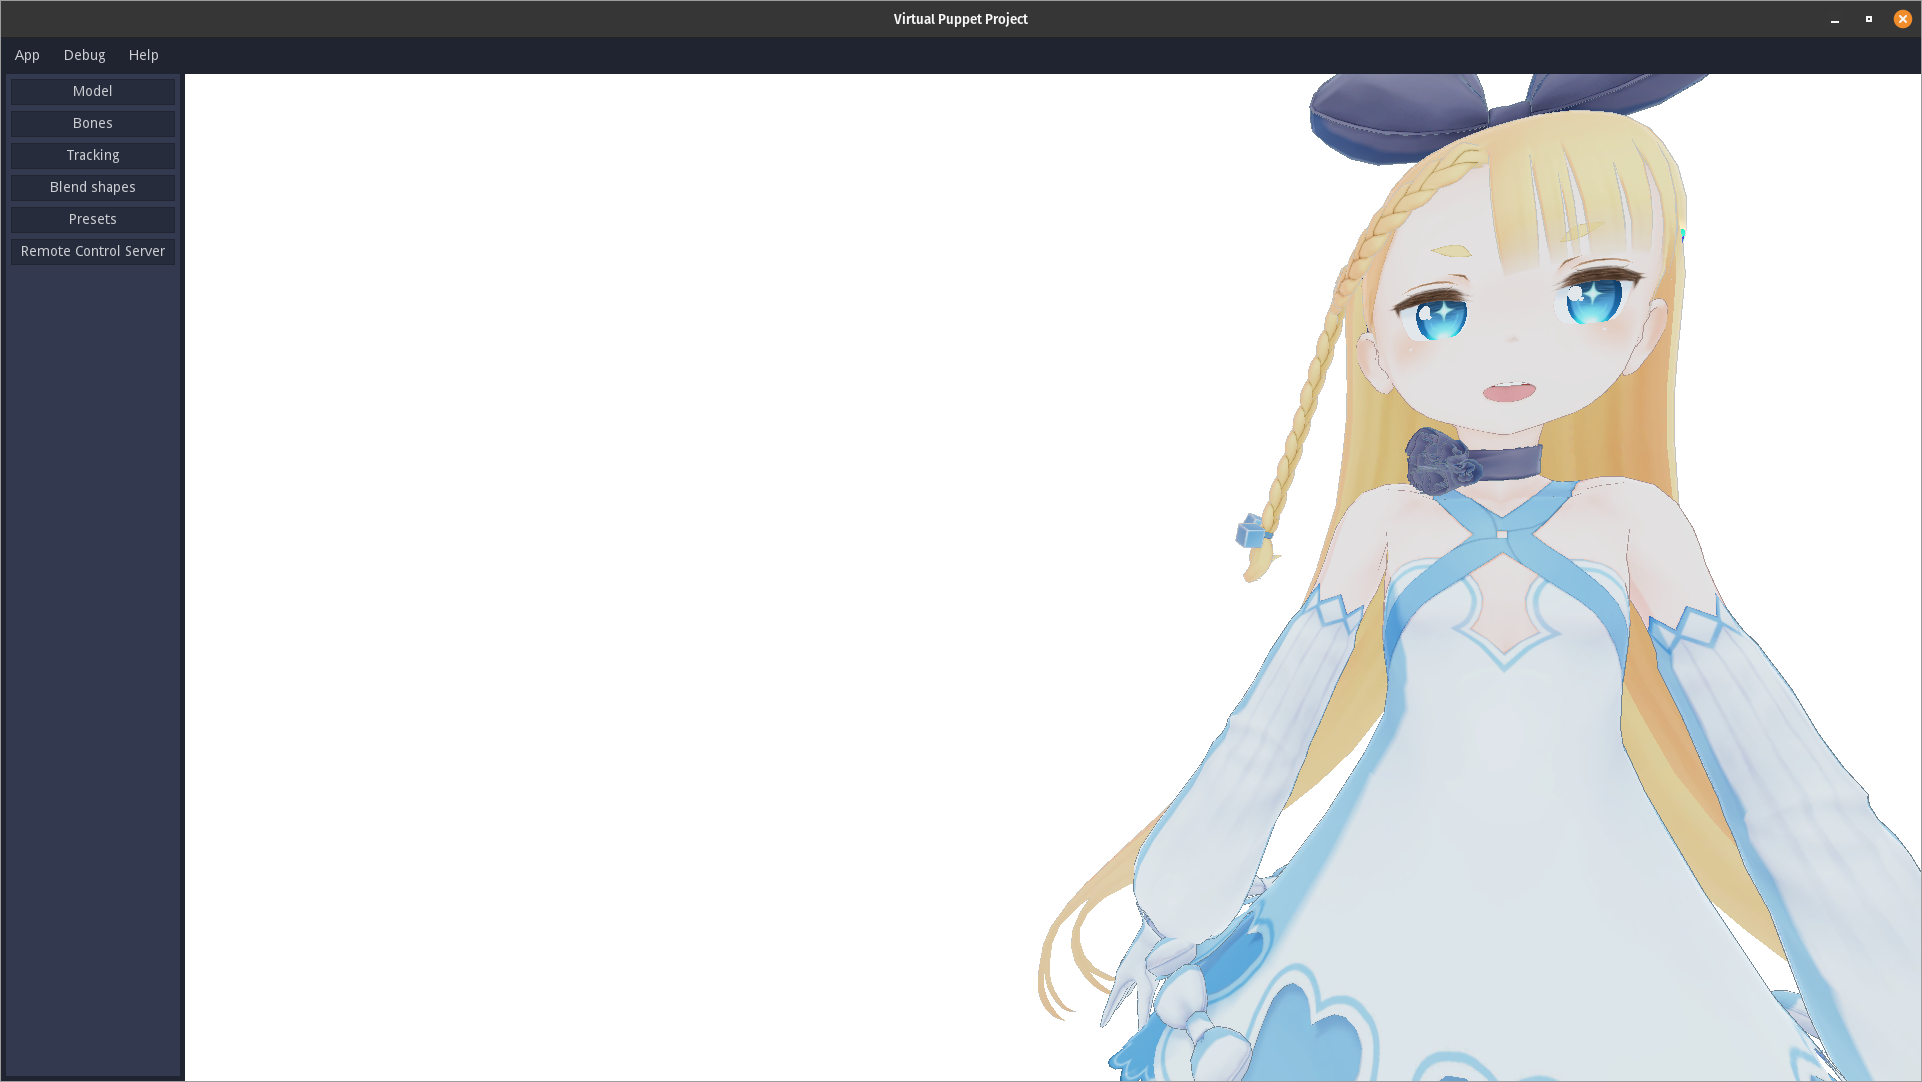 Virtual Puppet Project
App Debug Help
Model
Bones
Tracking
Blend shapes
Presets
Remote Control Server